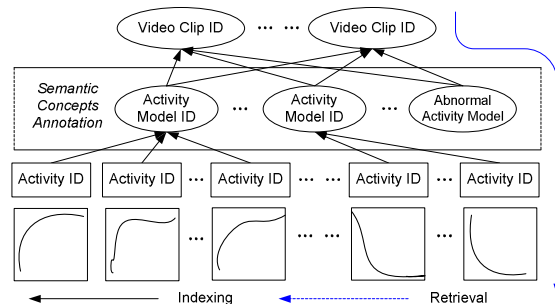 Video Clip ID ... ... Video Clip ID
Semantic
Concepts
Annotation
Activity
Model ID
...
Activity
Model ID
...
Abnormal
Activity Model
Activity ID Activity ID ... Activity ID ... ... Activity ID ... Activity ID
... ... ... ...
Indexing Retrieval